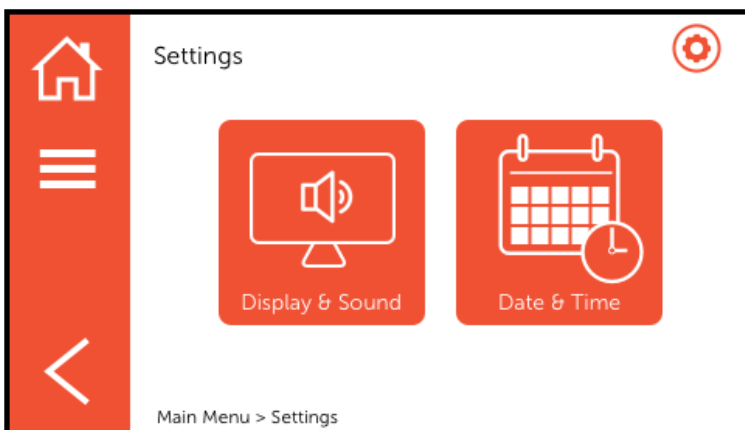 Settings
Display & Sound
Date & Time
Main Menu > Settings